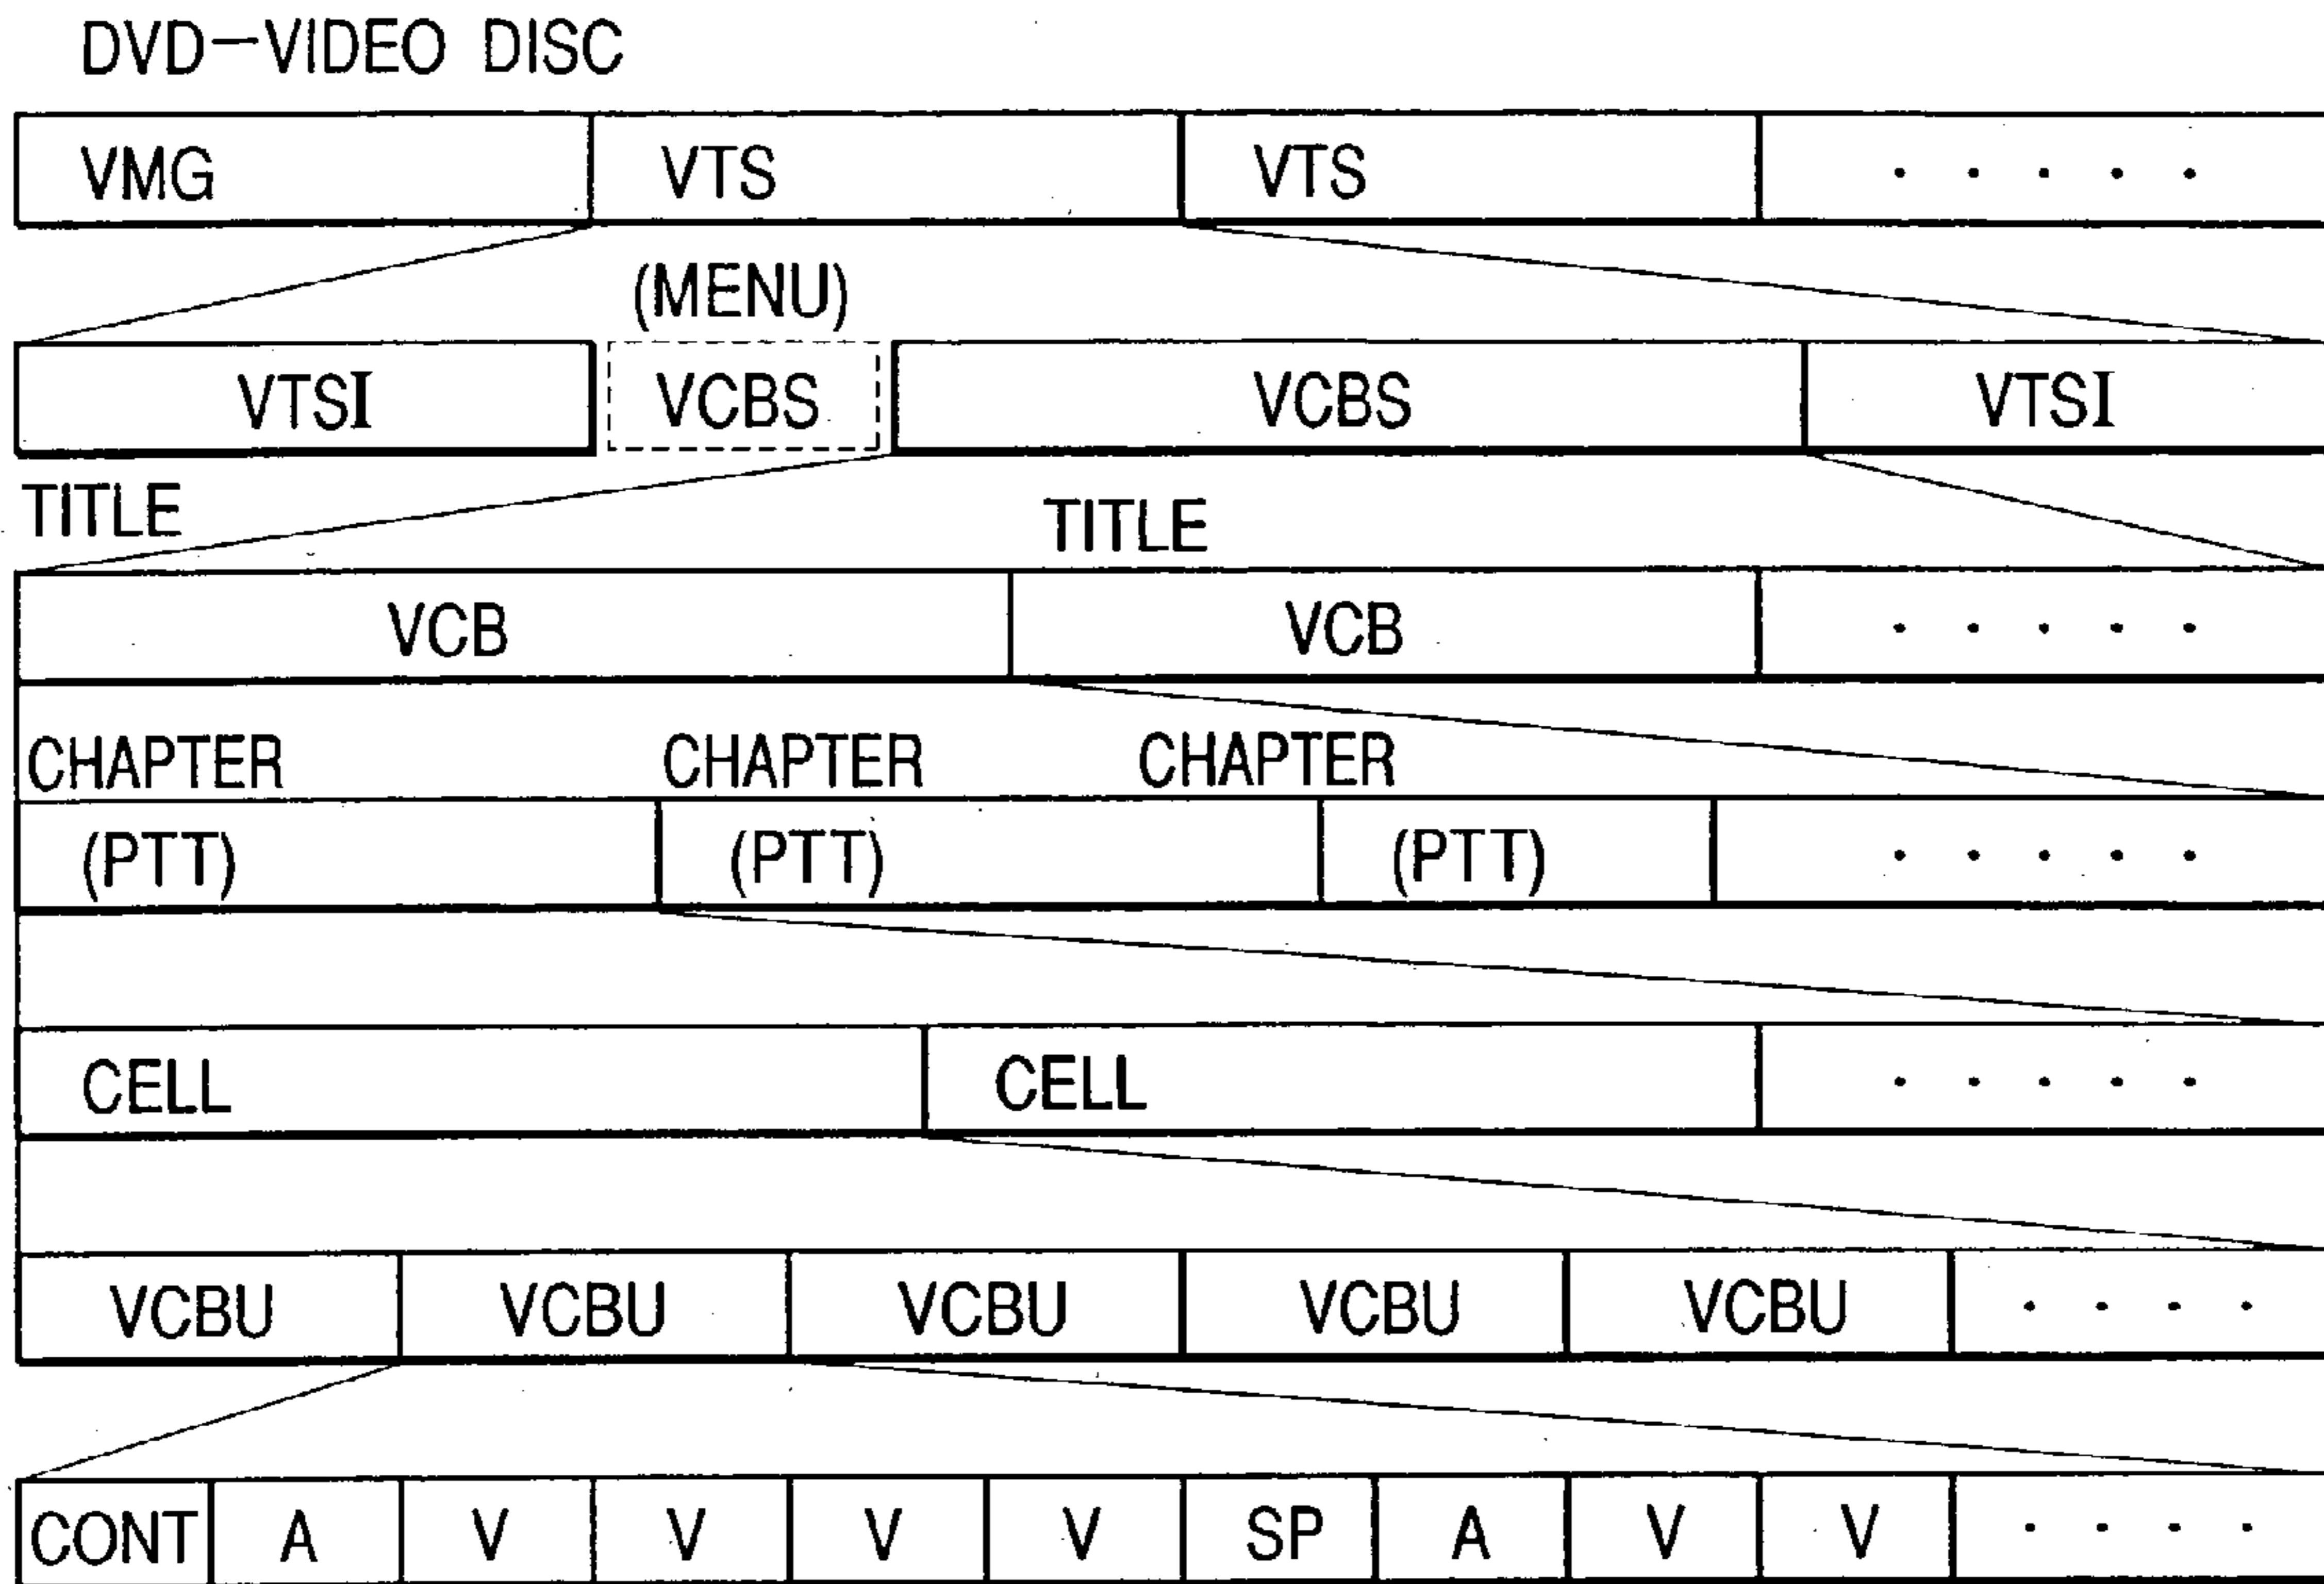 DVD—VIDEO DISC
VMG VTS VTS · · · · ·
(MENU)
VTSI VCBS VCBS VTSI
TITLE TITLE
VCB VCB · · · · ·
CHAPTER CHAPTER CHAPTER
(PTT) (PTT) (PTT) · · · · ·
CELL CELL · · · · ·
VCBU VCBU VCBU VCBU VCBU · · · ·
CONT A V V V V SP A V V · · · ·